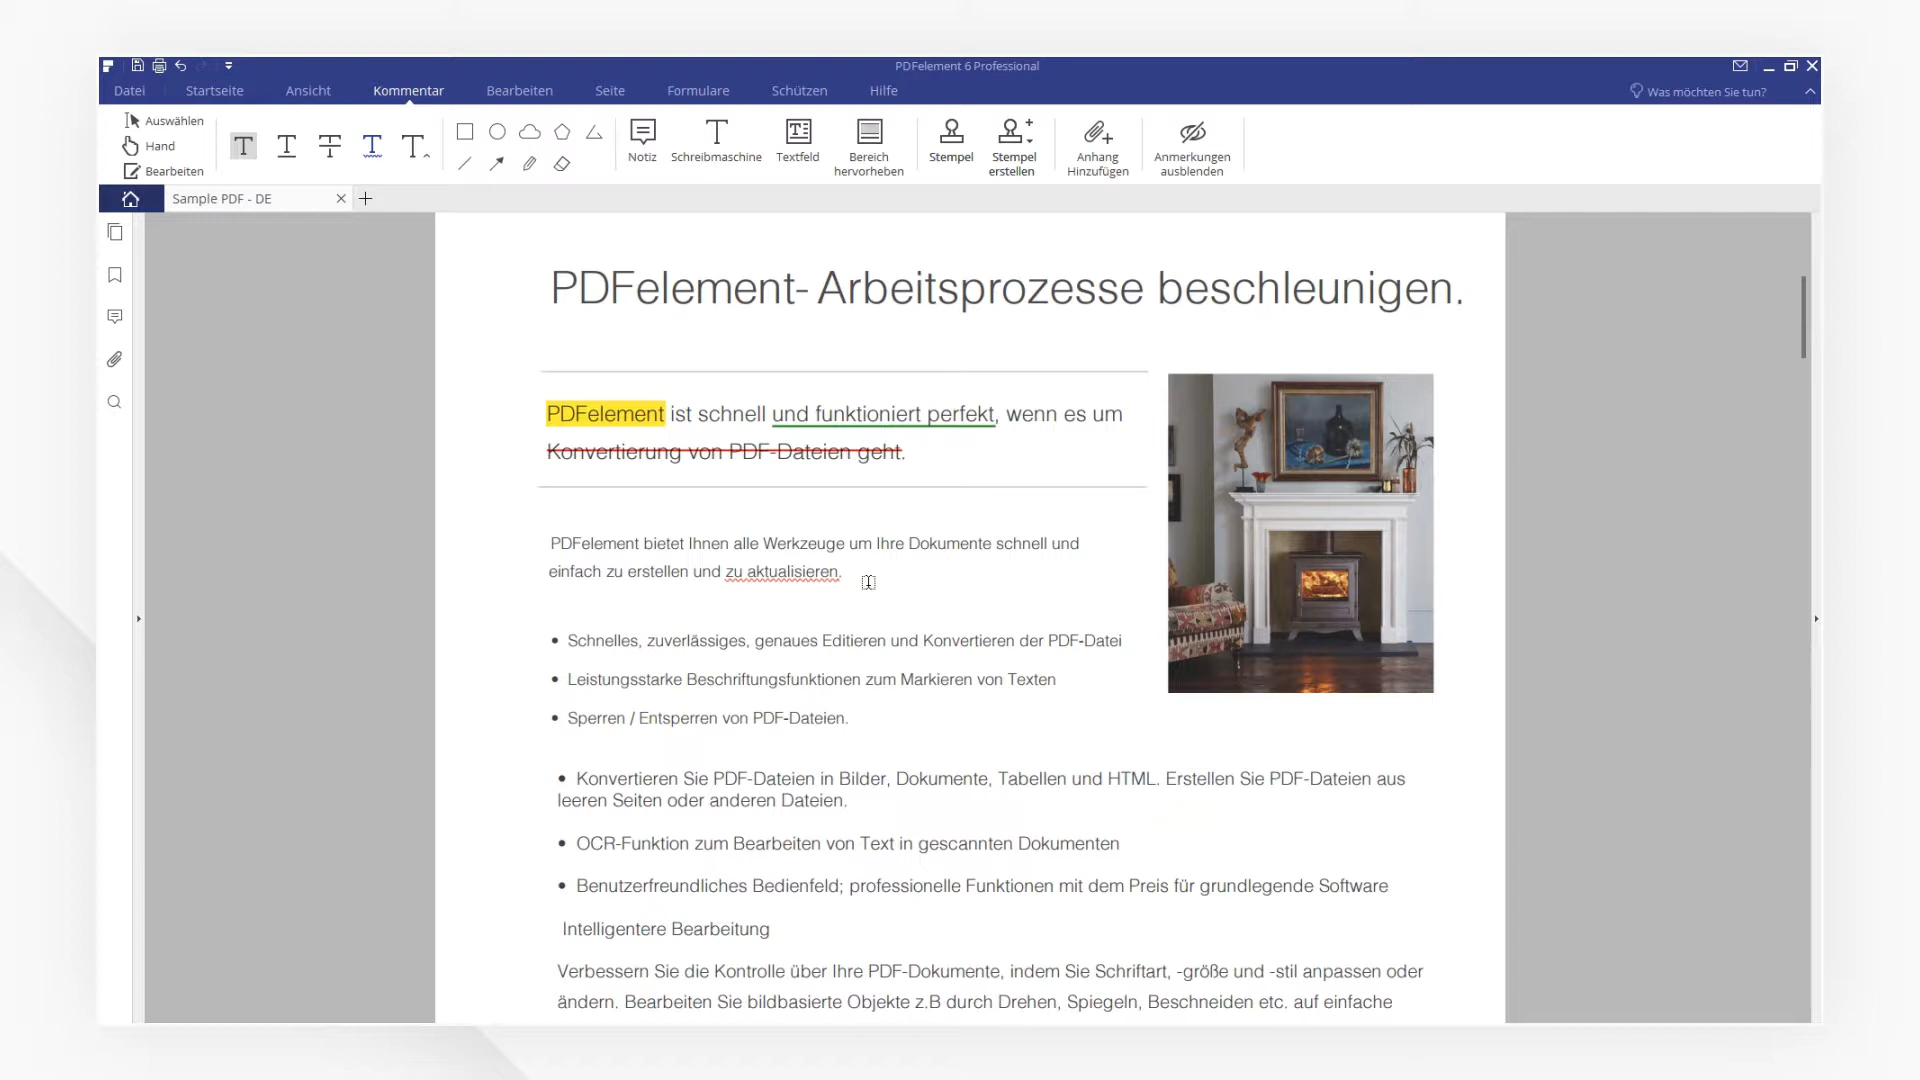 PDFelement 6 Professional
Datei Startseite Ansicht Kommentar Bearbeiten Seite Formulare Schützen Hilfe Was möchten Sie tun?
Auswählen
Hand
Bearbeiten
Notiz Schreibmaschine Textfeld Bereich hervorheben Stempel Stempel erstellen Anhang Hinzufügen Anmerkungen ausblenden
Sample PDF - DE
PDFelement- Arbeitsprozesse beschleunigen.
PDFelement ist schnell und funktioniert perfekt, wenn es um
Konvertierung von PDF-Dateien geht.
PDFelement bietet Ihnen alle Werkzeuge um Ihre Dokumente schnell und
einfach zu erstellen und zu aktualisieren.
• Schnelles, zuverlässiges, genaues Editieren und Konvertieren der PDF-Datei
• Leistungsstarke Beschriftungsfunktionen zum Markieren von Texten
• Sperren / Entsperren von PDF-Dateien.
• Konvertieren Sie PDF-Dateien in Bilder, Dokumente, Tabellen und HTML. Erstellen Sie PDF-Dateien aus
leeren Seiten oder anderen Dateien.
• OCR-Funktion zum Bearbeiten von Text in gescannten Dokumenten
• Benutzerfreundliches Bedienfeld; professionelle Funktionen mit dem Preis für grundlegende Software
Intelligentere Bearbeitung
Verbessern Sie die Kontrolle über Ihre PDF-Dokumente, indem Sie Schriftart, -größe und -stil anpassen oder
ändern. Bearbeiten Sie bildbasierte Objekte z.B durch Drehen, Spiegeln, Beschneiden etc. auf einfache